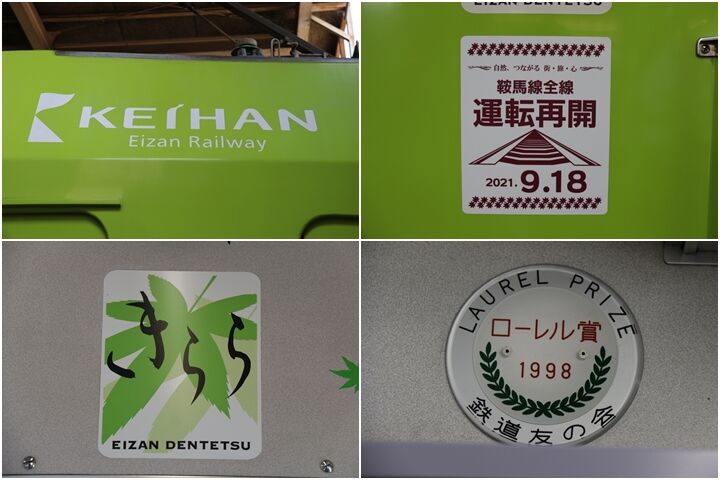 KEIHAN
Eizan Railway
EIZAN DENTETSU
自然、つながる 街・旅・心
鞍馬線全線
運転再開
2021. 9.18
きらら
EIZAN DENTETSU
LAUREL PRIZE
ローレル賞
1998
鉄道友の会